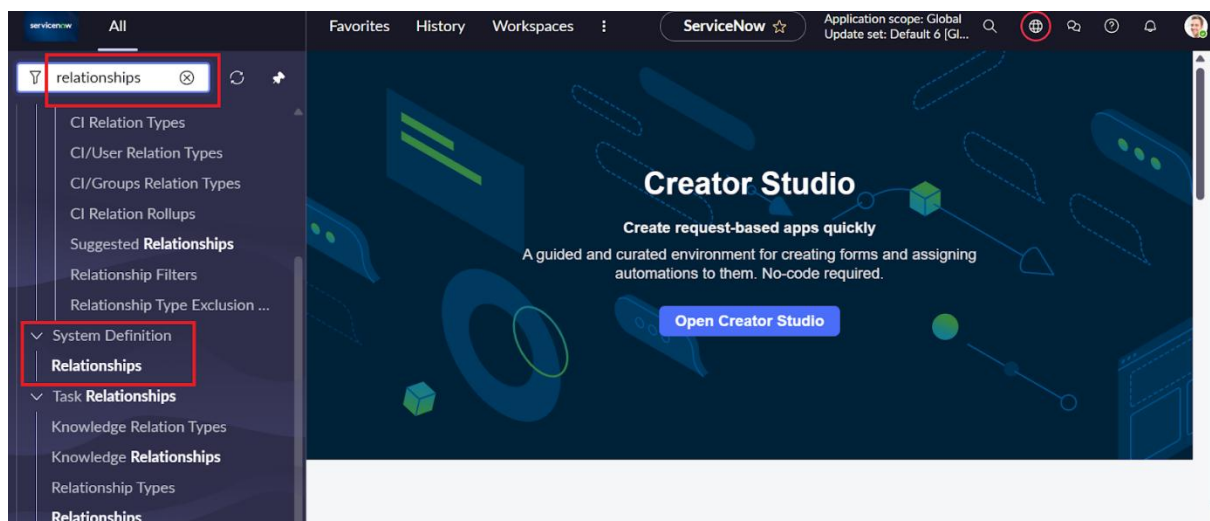 servicenow
All
Favorites
History
Workspaces
ServiceNow
Application scope: Global
Update set: Default 6 [Gl...
relationships
CI Relation Types
CI/User Relation Types
CI/Groups Relation Types
CI Relation Rollups
Suggested Relationships
Relationship Filters
Relationship Type Exclusion ...
System Definition
Relationships
Task Relationships
Knowledge Relation Types
Knowledge Relationships
Relationship Types
Relationships
Creator Studio
Create request-based apps quickly
A guided and curated environment for creating forms and assigning
automations to them. No-code required.
Open Creator Studio